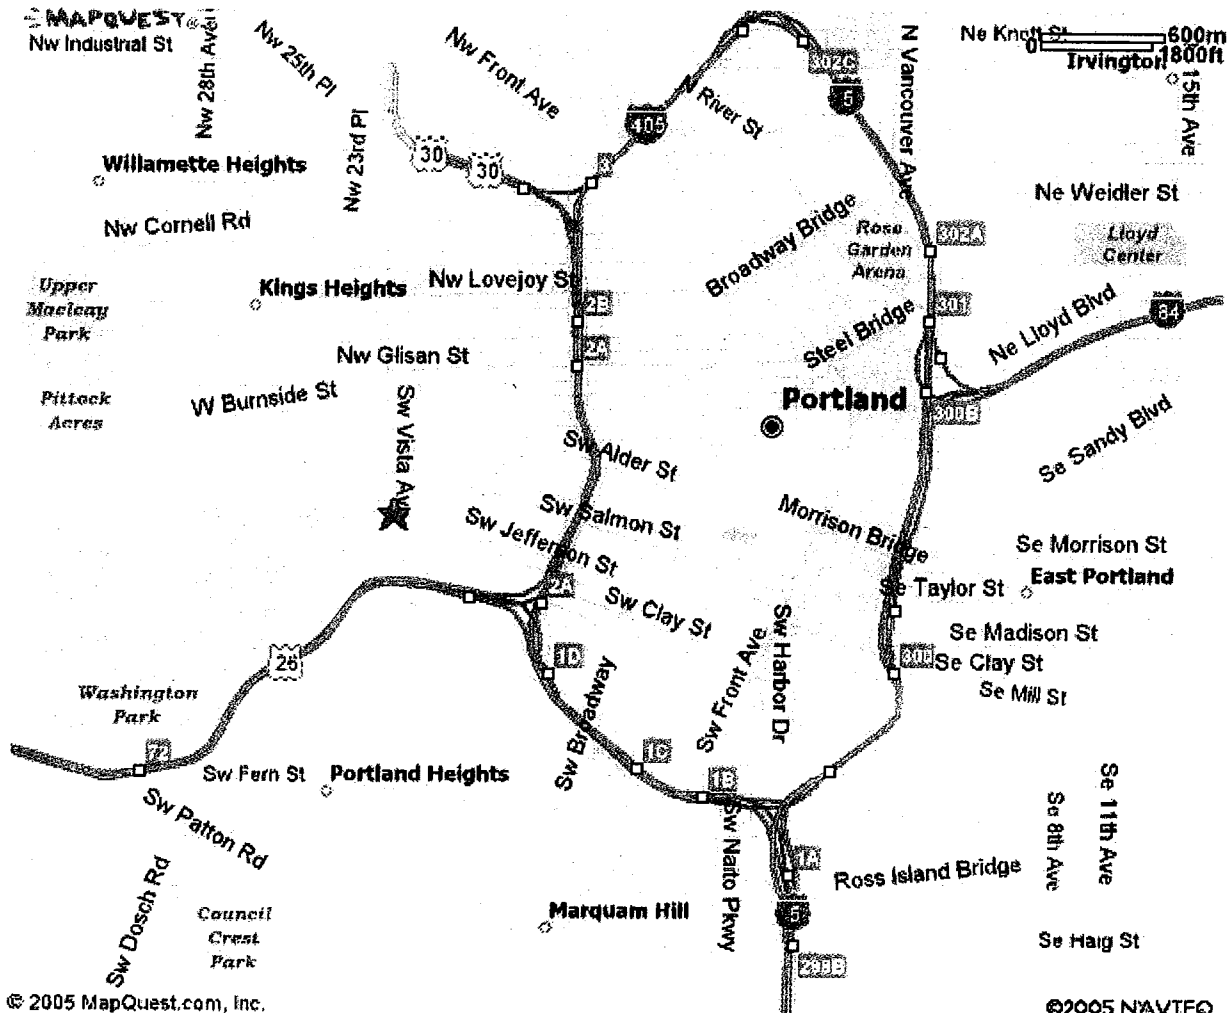 MAPQUEST
Nw Industrial St
Nw 28th Ave
Nw 25th Pl
Nw 23rd Pl
Nw Front Ave
N River St
302C
5
N Vancouver Ave
Ne Knott St
0
600m
1800ft
Irvington
15th Ave
405
30
30
3
Willamette Heights
Nw Cornell Rd
Ne Weidler St
Broadway Bridge
Rose
Garden
Arena
302A
Lloyd
Center
Upper
Macleay
Park
Kings Heights
Nw Lovejoy St
2B
301
84
Steel Bridge
Ne Lloyd Blvd
2A
Nw Glisan St
Pittock
Acres
W Burnside St
Sw Vista Ave
Portland
300B
Se Sandy Blvd
Sw Alder St
Sw Salmon St
Sw Jefferson St
Morrison Bridge
Se Morrison St
East Portland
Se Taylor St
2A
Sw Clay St
Se Madison St
1D
Sw Front Ave
Sw Harbor Dr
300
Se Clay St
Se Mill St
26
Washington
Park
Sw Broadway
72
Sw Fern St
Portland Heights
1C
1B
Sw Patton Rd
Sw Dosch Rd
Sw Naito Pkwy
1A
Ross Island Bridge
Se 8th Ave
Se 11th Ave
Council
Crest
Park
Marquam Hill
5
Se Haig St
299B
© 2005 MapQuest.com, Inc.
©2005 NAVTEQ